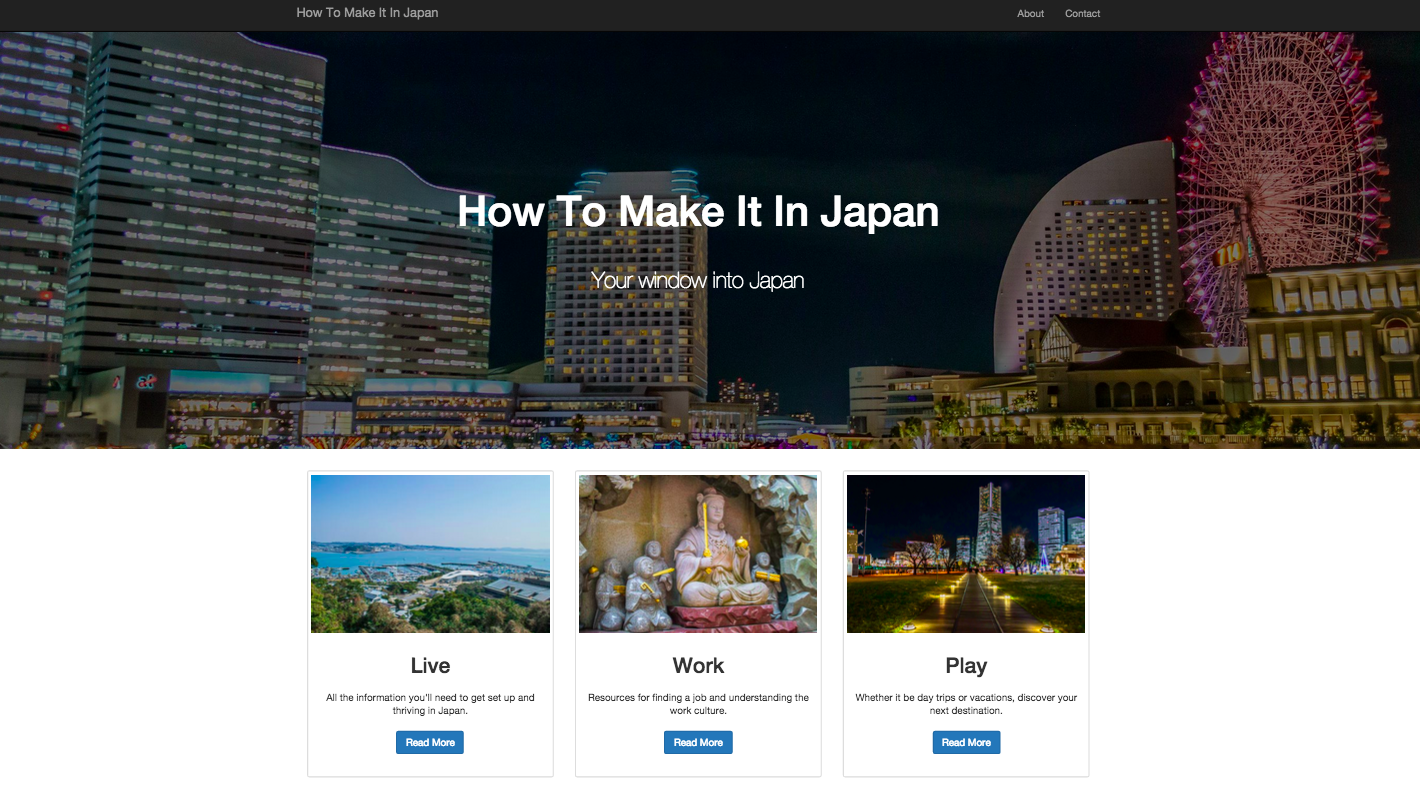 How To Make It In Japan
About
Contact
How To Make It In Japan
Your window into Japan
Live
All the information you'll need to get set up and
thriving in Japan.
Read More
Work
Resources for finding a job and understanding the
work culture.
Read More
Play
Whether it be day trips or vacations, discover your
next destination.
Read More